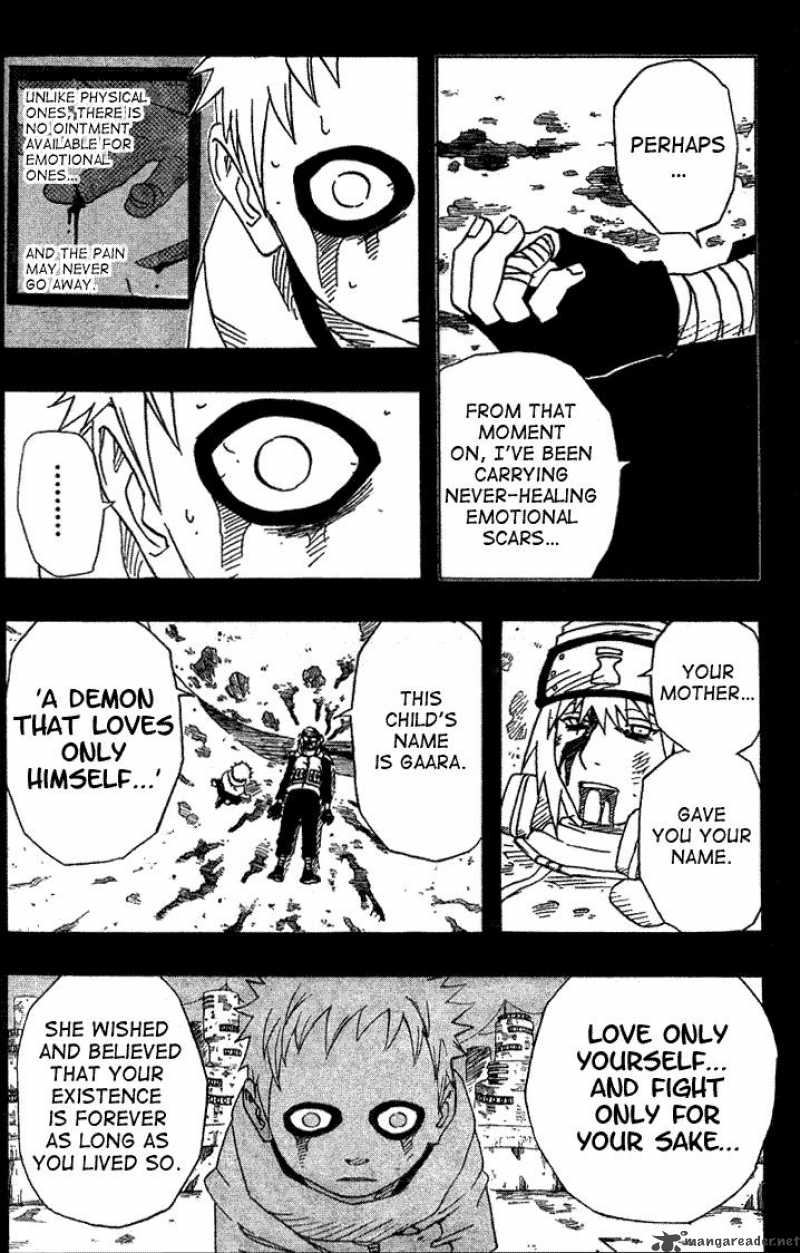 PERHAPS
...
FROM THAT
MOMENT
ON, I'VE BEEN
CARRYING
NEVER-HEALING
EMOTIONAL
SCARS...
UNLIKE PHYSICAL
ONES, THERE IS
NO OINTMENT
AVAILABLE FOR
EMOTIONAL
ONES...
AND THE PAIN
MAY NEVER
GO AWAY.
........
YOUR
MOTHER...
GAVE
YOU YOUR
NAME.
THIS
CHILD'S
NAME
IS GAARA.
'A DEMON
THAT LOVES
ONLY
HIMSELF...'
LOVE ONLY
YOURSELF...
AND FIGHT
ONLY FOR
YOUR SAKE...
SHE WISHED
AND BELIEVED
THAT YOUR
EXISTENCE
IS FOREVER
AS LONG AS
YOU LIVED SO.
mangareader.net